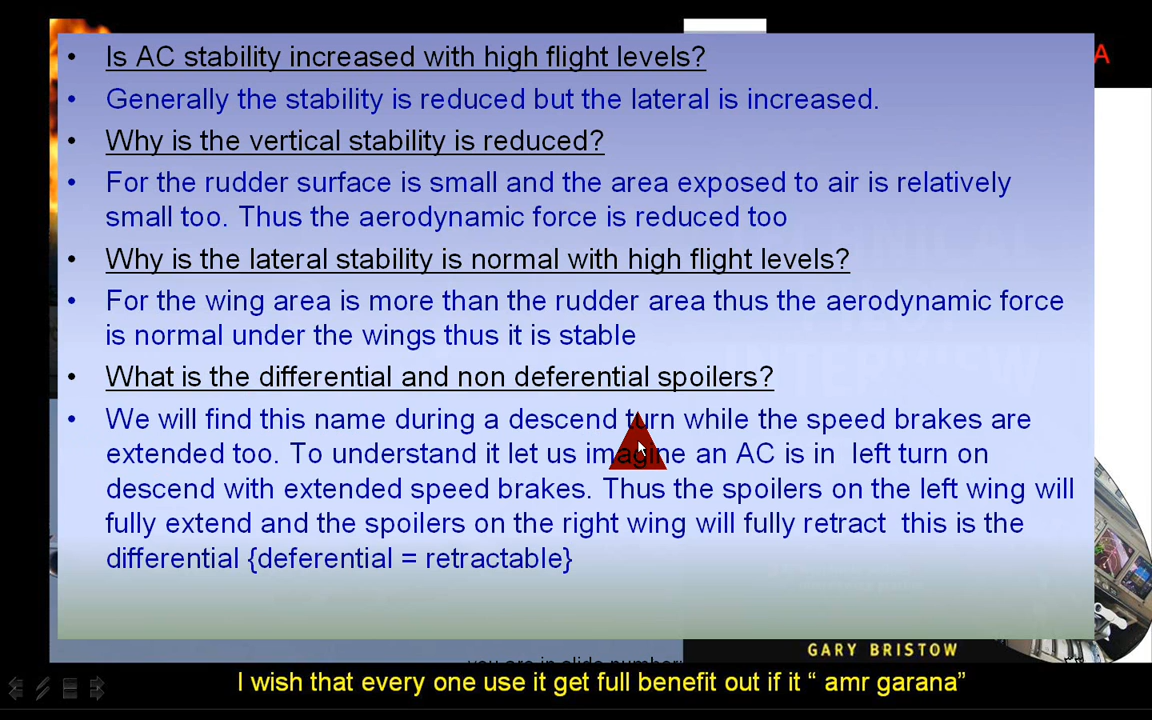 • Is AC stability increased with high flight levels?
• Generally the stability is reduced but the lateral is increased.
• Why is the vertical stability is reduced?
• For the rudder surface is small and the area exposed to air is relatively
small too. Thus the aerodynamic force is reduced too
• Why is the lateral stability is normal with high flight levels?
• For the wing area is more than the rudder area thus the aerodynamic force
is normal under the wings thus it is stable
• What is the differential and non deferential spoilers?
• We will find this name during a descend turn while the speed brakes are
extended too. To understand it let us imagine an AC is in left turn on
descend with extended speed brakes. Thus the spoilers on the left wing will
fully extend and the spoilers on the right wing will fully retract this is the
differential {deferential = retractable}
A
GARY BRISTOW
you are in slide number:
I wish that every one use it get full benefit out if it “ amr garana”